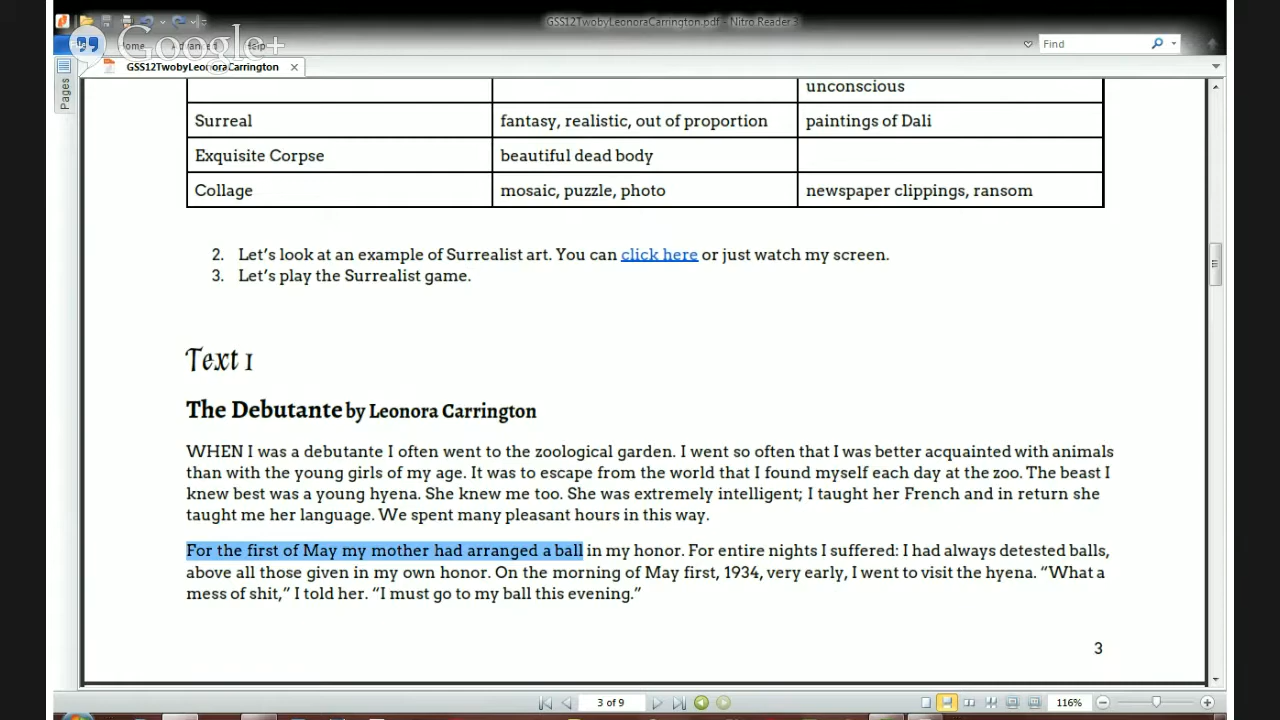 GSS12TwobyLeonoraCarrington.pdf - Nitro Reader 3
Google+
Home Advanced Help
Find
GSS12TwobyLeonoraCarrington
Pages
unconscious
Surreal fantasy, realistic, out of proportion paintings of Dali
Exquisite Corpse beautiful dead body
Collage mosaic, puzzle, photo newspaper clippings, ransom
2. Let’s look at an example of Surrealist art. You can click here or just watch my screen.
3. Let’s play the Surrealist game.
Text 1
The Debutante by Leonora Carrington
WHEN I was a debutante I often went to the zoological garden. I went so often that I was better acquainted with animals
than with the young girls of my age. It was to escape from the world that I found myself each day at the zoo. The beast I
knew best was a young hyena. She knew me too. She was extremely intelligent; I taught her French and in return she
taught me her language. We spent many pleasant hours in this way.
For the first of May my mother had arranged a ball in my honor. For entire nights I suffered: I had always detested balls,
above all those given in my own honor. On the morning of May first, 1934, very early, I went to visit the hyena. “What a
mess of shit,” I told her. “I must go to my ball this evening.”
3
3 of 9
116%